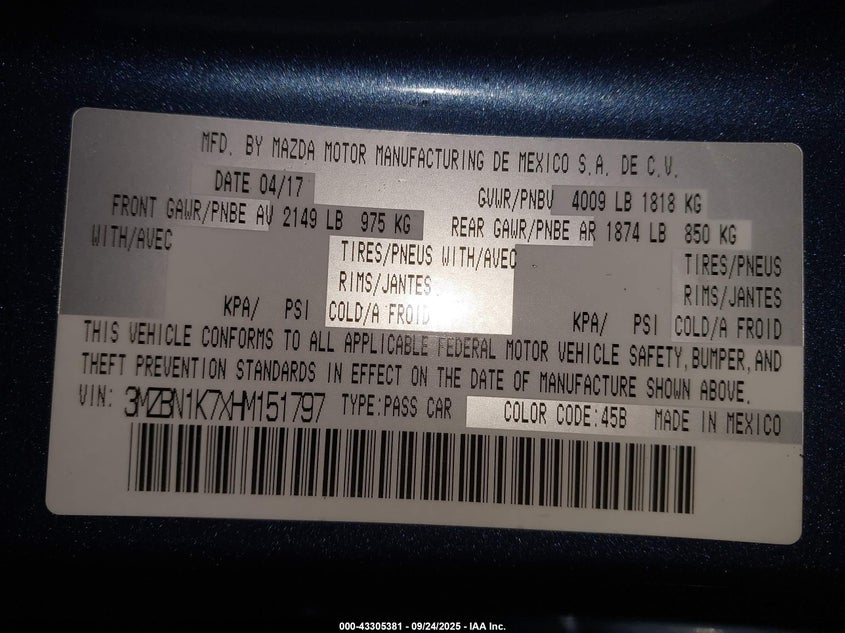 MFD. BY MAZDA MOTOR MANUFACTURING DE MEXICO S.A. DE C.V.
DATE 04/17 GVWR/PNBV 4009 LB 1818 KG
FRONT GAWR/PNBE AV 2149 LB 975 KG REAR GAWR/PNBE AR 1874 LB 850 KG
WITH/AVEC TIRES/PNEUS WITH/AVEC TIRES/PNEUS
RIMS/JANTES RIMS/JANTES
KPA/ PSI COLD/A FROID KPA/ PSI COLD/A FROID
THIS VEHICLE CONFORMS TO ALL APPLICABLE FEDERAL MOTOR VEHICLE SAFETY,BUMPER,AND
THEFT PREVENTION STANDARDS IN EFFECT ON THE DATE OF MANUFACTURE SHOWN ABOVE.
VIN: 3MZBN1K7XHM151797 TYPE:PASS CAR COLOR CODE:45B MADE IN MEXICO
000-43305381 - 09/24/2025 - IAA Inc.